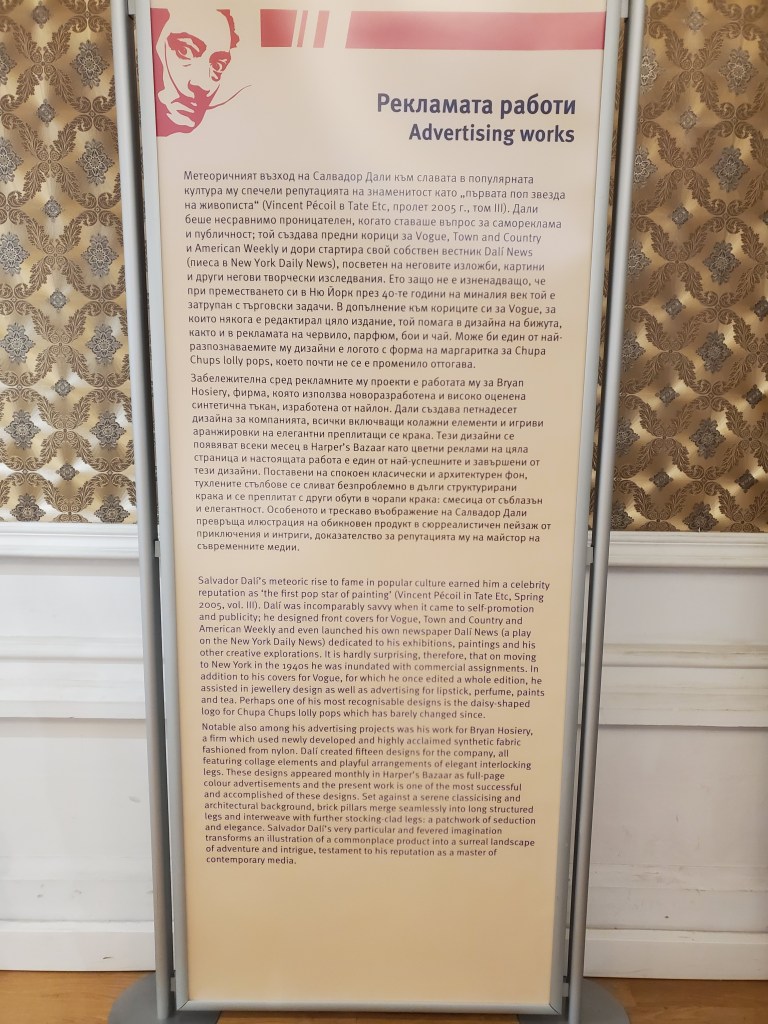 Рекламата работи
Advertising works
Метеоричният възход на Салвадор Дали към славата в популярната
култура му спечели репутацията на знаменитост като „първата поп звезда
на живописта“ (Vincent Pécoil в Tate Etc, пролет 2005 г., том III). Дали
беше несравнимо проницателен, когато ставаше въпрос за самореклама
и публичност; той създава предни корици за Vogue, Town and Country
и American Weekly и дори стартира свой собствен вестник Dalí News
(пиеса в New York Daily News), посветен на неговите изложби, картини
и други негови творчески изследвания. Ето защо не е изненадващо, че
при преместването си в Ню Йорк през 40-те години на миналия век той е
затрупан с търговски задачи. В допълнение към кориците си за Vogue, за
които някога е редактирал цяло издание, той помага в дизайна на бижута,
както и в рекламата на червило, парфюм, бои и чай. Може би един от най-
разпознаваемите му дизайни е логото с форма на маргаритка за Chupa
Chups lolly pops, което почти не се е променило оттогава.
Забележителна сред рекламните му проекти е работата му за Bryan
Hosiery, фирма, която използва новоразработена и високо оценена
синтетична тъкан, изработена от найлон. Дали създава петнадесет
дизайна за компанията, всички включващи колажни елементи и игриви
аранжировки на елегантни преплитащи се крака. Тези дизайни се
появяват всеки месец в Harper's Bazaar като цветни реклами на цяла
страница и настоящата работа е един от най-успешните и завършени от
тези дизайни. Поставени на спокоен класически и архитектурен фон,
тухлените стълбове се сливат безпроблемно в дълги структурирани
крака и се преплитат с други обути в чорапи крака: смесица от съблазън
и елегантност. Особеното и трескаво въображение на Салвадор Дали
превръща илюстрация на обикновен продукт в сюрреалистичен пейзаж от
приключения и интриги, доказателство за репутацията му на майстор на
съвременните медии.
Salvador Dalí's meteoric rise to fame in popular culture earned him a celebrity
reputation as ‘the first pop star of painting’ (Vincent Pécoil in Tate Etc, Spring
2005, vol. III). Dalí was incomparably savvy when it came to self-promotion
and publicity; he designed front covers for Vogue, Town and Country and
American Weekly and even launched his own newspaper Dalí News (a play
on the New York Daily News) dedicated to his exhibitions, paintings and his
other creative explorations. It is hardly surprising, therefore, that on moving
to New York in the 1940s he was inundated with commercial assignments. In
addition to his covers for Vogue, for which he once edited a whole edition, he
assisted in jewellery design as well as advertising for lipstick, perfume, paints
and tea. Perhaps one of his most recognisable designs is the daisy-shaped
logo for Chupa Chups lolly pops which has barely changed since.
Notable also among his advertising projects was his work for Bryan Hosiery,
a firm which used newly developed and highly acclaimed synthetic fabric
fashioned from nylon. Dalí created fifteen designs for the company, all
featuring collage elements and playful arrangements of elegant interlocking
legs. These designs appeared monthly in Harper's Bazaar as full-page
colour advertisements and the present work is one of the most successful
and accomplished of these designs. Set against a serene classicising and
architectural background, brick pillars merge seamlessly into long structured
legs and interweave with further stocking-clad legs: a patchwork of seduction
and elegance. Salvador Dalí's very particular and fevered imagination
transforms an illustration of a commonplace product into a surreal landscape
of adventure and intrigue, testament to his reputation as a master of
contemporary media.